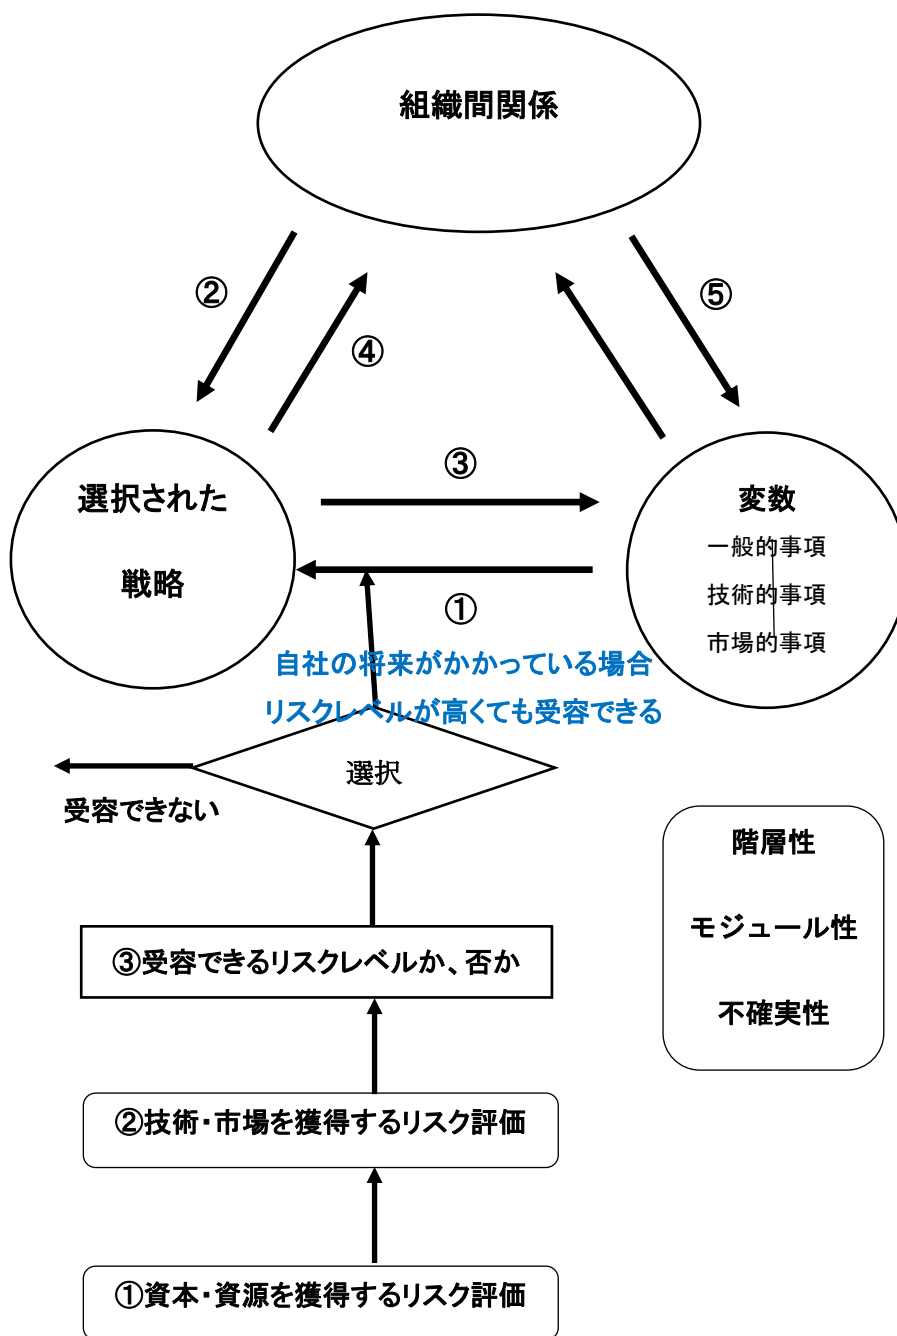 組織間関係
②
④
⑤
選択された
戦略
③
①
変数
一般的事項
技術的事項
市場的事項
自社の将来がかかっている場合
リスクレベルが高くても受容できる
選択
受容できない
階層性
モジュール性
不確実性
③受容できるリスクレベルか、否か
②技術・市場を獲得するリスク評価
①資本・資源を獲得するリスク評価